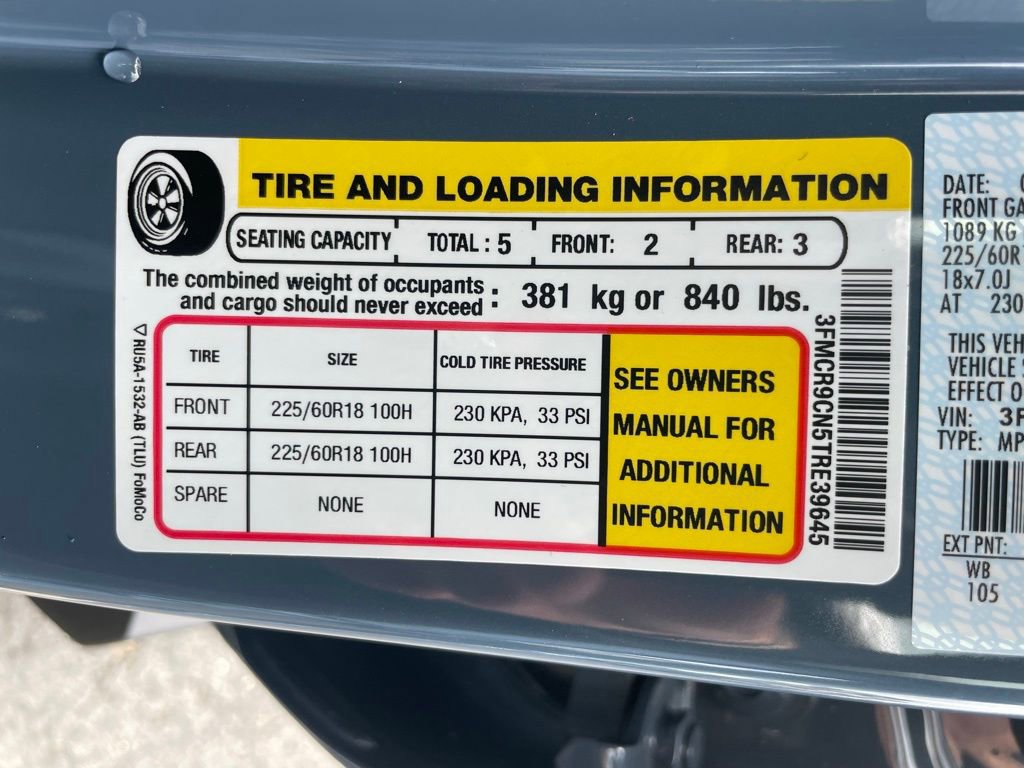 TIRE AND LOADING INFORMATION
SEATING CAPACITY TOTAL : 5 FRONT: 2 REAR: 3
The combined weight of occupants
and cargo should never exceed : 381 kg or 840 lbs.
TIRE SIZE COLD TIRE PRESSURE
FRONT 225/60R18 100H 230 KPA, 33 PSI
REAR 225/60R18 100H 230 KPA, 33 PSI
SPARE NONE NONE
SEE OWNERS
MANUAL FOR
ADDITIONAL
INFORMATION
3FMCR9CN5TRE39645
▽RU5A-1532-AB (TLU) FoMoCo
DATE:
FRONT GA
1089 KG
225/60R
18x7.0J
AT 230
THIS VEH
VEHICLE
EFFECT O
VIN: 3F
TYPE: MP
EXT PNT:
WB
105